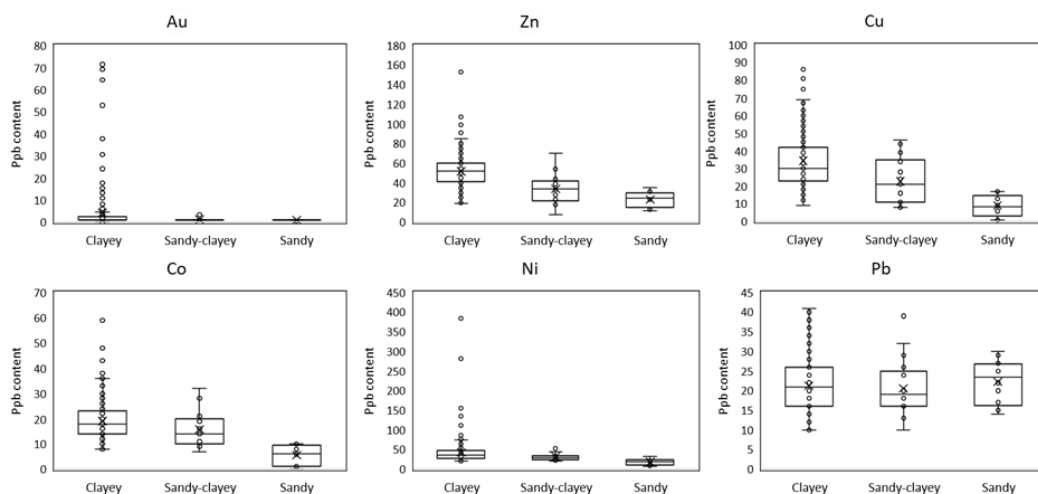 Au
Zn
Cu
Ppb content
80
70
60
50
40
30
20
10
0
Clayey
Sandy-clayey
Sandy
Ppb content
180
160
140
120
100
80
60
40
20
0
Clayey
Sandy-clayey
Sandy
Ppb content
100
90
80
70
60
50
40
30
20
10
0
Clayey
Sandy-clayey
Sandy
Co
Ni
Pb
Ppb content
70
60
50
40
30
20
10
0
Clayey
Sandy-clayey
Sandy
Ppb content
450
400
350
300
250
200
150
100
50
0
Clayey
Sandy-clayey
Sandy
Ppb content
45
40
35
30
25
20
15
10
5
0
Clayey
Sandy-clayey
Sandy